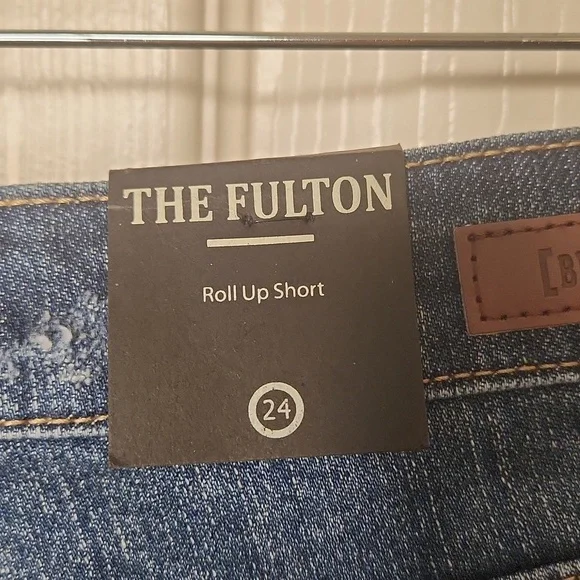 THE FULTON
Roll Up Short
24